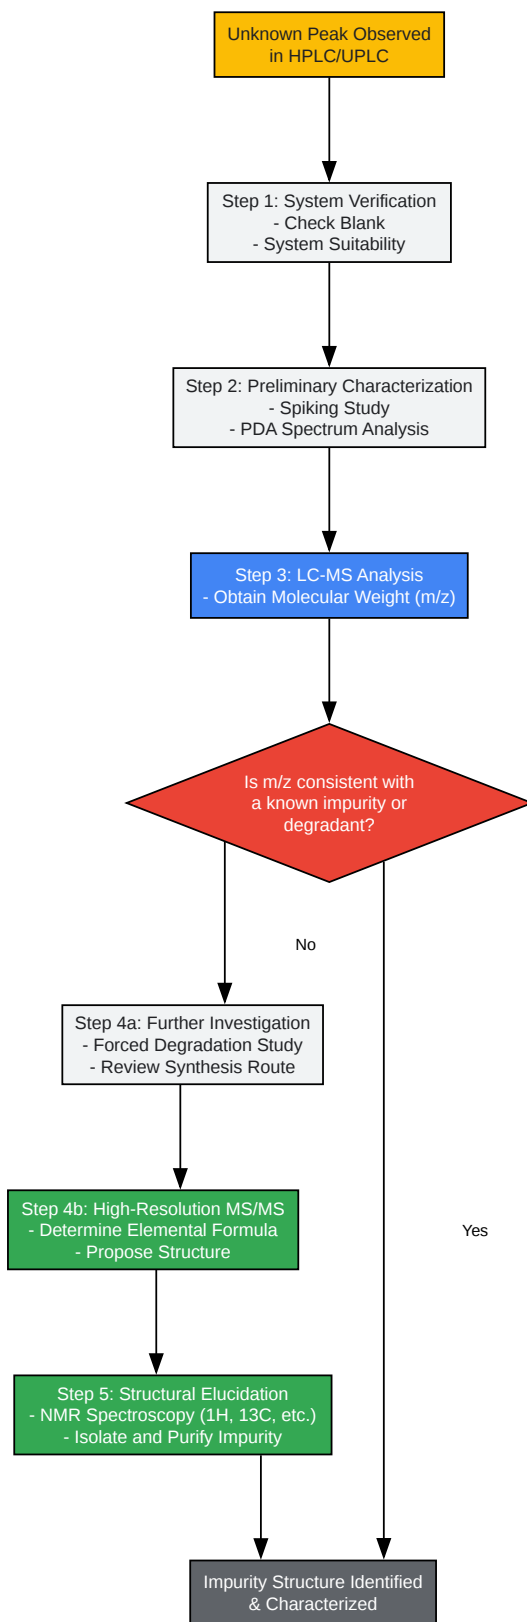 Unknown Peak Observed
in HPLC/UPLC
Step 1: System Verification
- Check Blank
- System Suitability
Step 2: Preliminary Characterization
- Spiking Study
- PDA Spectrum Analysis
Step 3: LC-MS Analysis
- Obtain Molecular Weight (m/z)
Is m/z consistent with
a known impurity or
degradant?
No
Step 4a: Further Investigation
- Forced Degradation Study
- Review Synthesis Route
Step 4b: High-Resolution MS/MS
- Determine Elemental Formula
- Propose Structure
Yes
Step 5: Structural Elucidation
- NMR Spectroscopy (1H, 13C, etc.)
- Isolate and Purify Impurity
Impurity Structure Identified
& Characterized